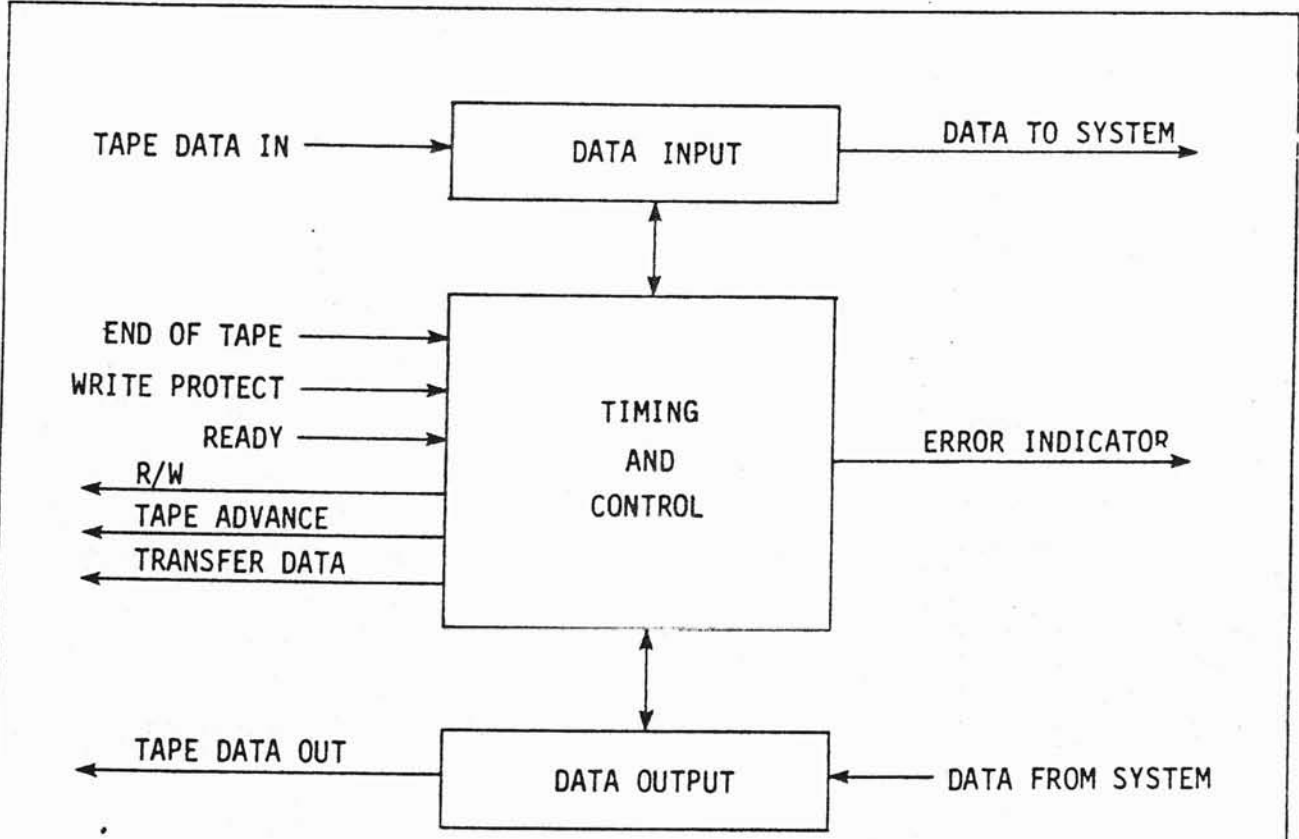 TAPE DATA IN
DATA INPUT
DATA TO SYSTEM
END OF TAPE
WRITE PROTECT
READY
R/W
TAPE ADVANCE
TRANSFER DATA
TIMING
AND
CONTROL
ERROR INDICATOR
TAPE DATA OUT
DATA OUTPUT
DATA FROM SYSTEM